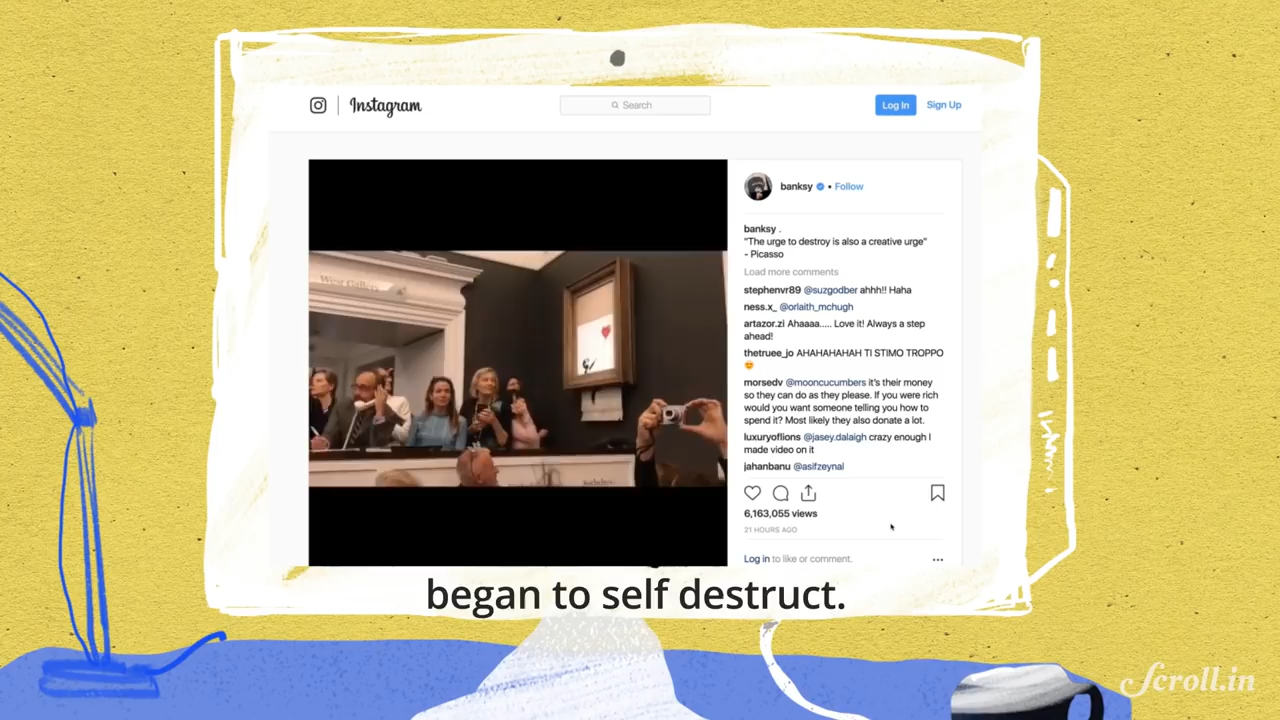 Instagram
Search
Log In
Sign Up
banksy • Follow
banksy .
"The urge to destroy is also a creative urge"
- Picasso
Load more comments
stephenvr89 @suzgodber ahhh!! Haha
ness.x_ @orlaith_mchugh
artazor.zi Ahaaaa..... Love it! Always a step
ahead!
thetruee_jo AHAHAHAHAH TI STIMO TROPPO
😍
morsedv @mooncucumbers it's their money
so they can do as they please. If you were rich
would you want someone telling you how to
spend it? Most likely they also donate a lot.
luxuryoflions @jasey.dalaigh crazy enough I
made video on it
jahanbanu @asifzeynal
6,163,055 views
21 HOURS AGO
Log in to like or comment.
West Gallery
began to self destruct.
Scroll.in